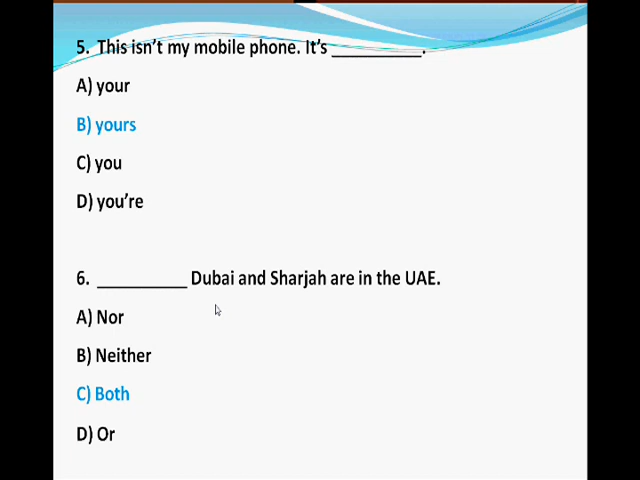 5. This isn't my mobile phone. It's __________.
A) your
B) yours
C) you
D) you're
6. __________ Dubai and Sharjah are in the UAE.
A) Nor
B) Neither
C) Both
D) Or